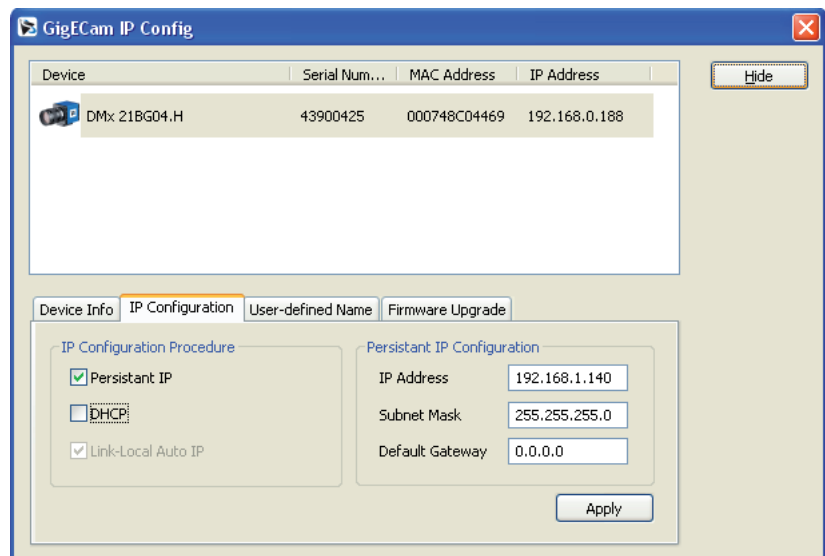 GigECam IP Config
Device Serial Num... MAC Address IP Address
Hide
DMx 21BG04.H 43900425 000748C04469 192.168.0.188
Device Info IP Configuration User-defined Name Firmware Upgrade
IP Configuration Procedure Persistant IP Configuration
Persistant IP IP Address 192.168.1.140
DHCP Subnet Mask 255.255.255.0
Link-Local Auto IP Default Gateway 0.0.0.0
Apply